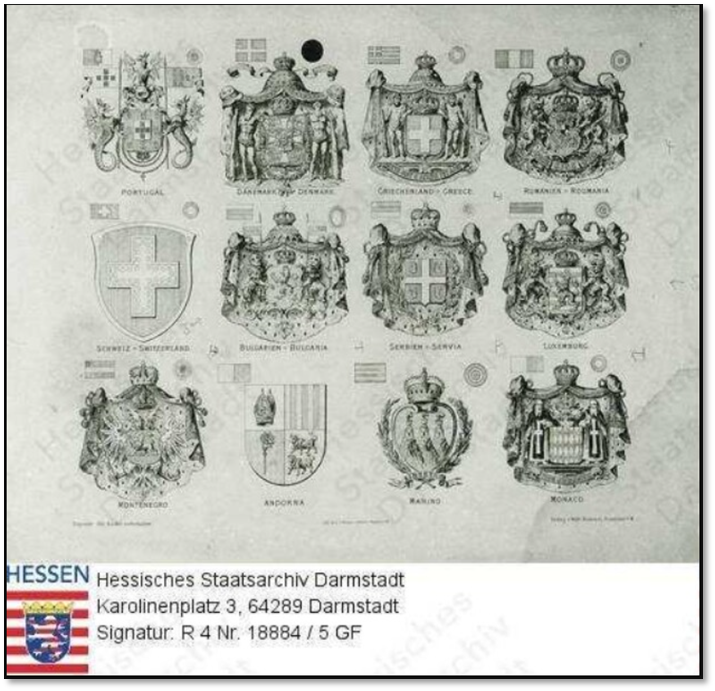 PORTUGAL
DÄNEMARK - DENMARK.
GRIECHENLAND - GREECE.
RUMÄNIEN - ROUMANIA
SCHWEIZ - SWITZERLAND.
BULGARIEN - BULGARIA.
SERBIEN - SERVIA
LUXEMBURG.
MONTENEGRO
ANDORRA
MARINO
MONACO
HESSEN
Hessisches Staatsarchiv Darmstadt
Karolinenplatz 3, 64289 Darmstadt
Signatur: R 4 Nr. 18884 / 5 GF